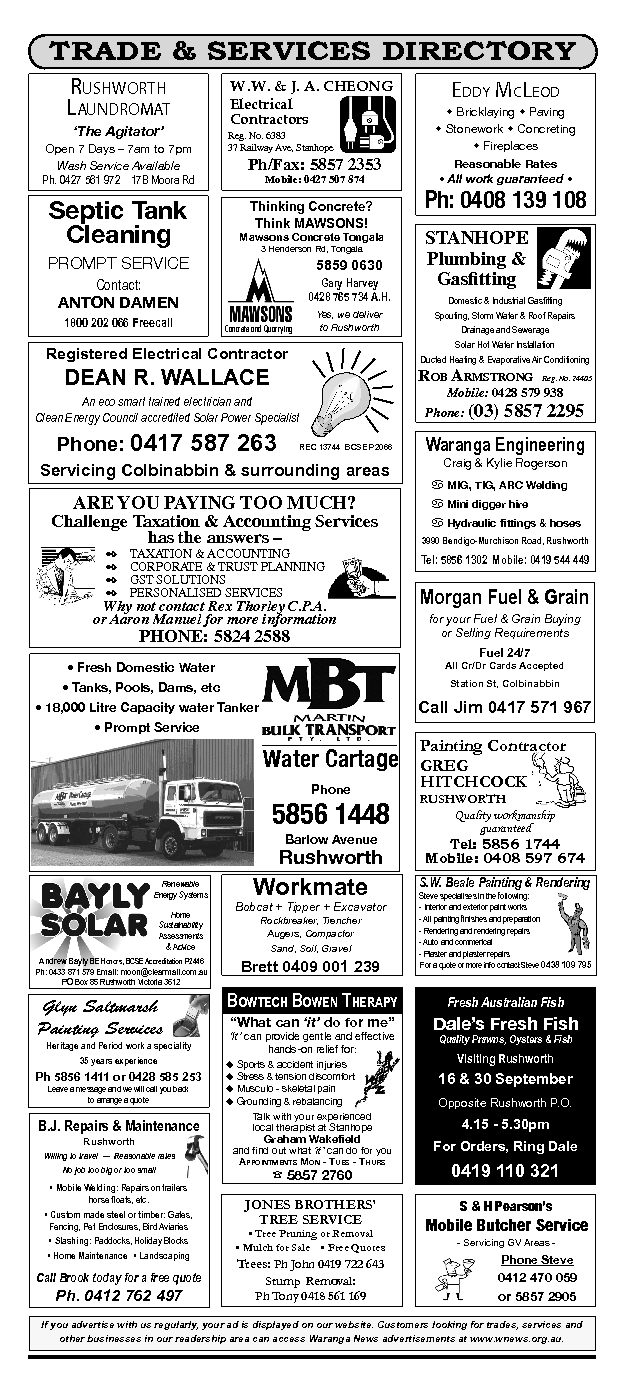 TRADE & SERVICES DIRECTORY
RUSHWORTH
LAUNDROMAT
'The Agitator'
Open 7 Days – 7am to 7pm
Wash Service Available
Ph. 0427 561 972 17B Moora Rd
Septic Tank
Cleaning
PROMPT SERVICE
Contact:
ANTON DAMEN
1800 202 066 Freecall
W.W. & J. A. CHEONG
Electrical
Contractors
Reg. No. 6383
37 Railway Ave, Stanhope
Ph/Fax: 5857 2353
Mobile: 0427 507 874
Thinking Concrete?
Think MAWSONS!
Mawsons Concrete Tongala
3 Henderson Rd, Tongala
5859 0630
Gary Harvey
0428 765 734 A.H.
Yes, we deliver
to Rushworth
MAWSONS
Concrete and Quarrying
EDDY MCLEOD
♦ Bricklaying ♦ Paving
♦ Stonework ♦ Concreting
♦ Fireplaces
Reasonable Rates
• All work guaranteed •
Ph: 0408 139 108
STANHOPE
Plumbing &
Gasfitting
Domestic & Industrial Gasfitting
Spouting, Storm Water & Roof Repairs
Drainage and Sewerage
Solar Hot Water Installation
Ducted Heating & Evaporative Air Conditioning
ROB ARMSTRONG Reg. No. 24405
Mobile: 0428 579 938
Phone: (03) 5857 2295
Registered Electrical Contractor
DEAN R. WALLACE
An eco smart trained electrician and
Clean Energy Council accredited Solar Power Specialist
Phone: 0417 587 263 REC 13744 BCSE P2066
Servicing Colbinabbin & surrounding areas
Waranga Engineering
Craig & Kylie Rogerson
MIG, TIG, ARC Welding
Mini digger hire
Hydraulic fittings & hoses
3990 Bendigo-Murchison Road, Rushworth
Tel: 5856 1302 Mobile: 0419 544 449
ARE YOU PAYING TOO MUCH?
Challenge Taxation & Accounting Services
has the answers –
TAXATION & ACCOUNTING
CORPORATE & TRUST PLANNING
GST SOLUTIONS
PERSONALISED SERVICES
Why not contact Rex Thorley C.P.A.
or Aaron Manuel for more information
PHONE: 5824 2588
Morgan Fuel & Grain
for your Fuel & Grain Buying
or Selling Requirements
Fuel 24/7
All Cr/Dr Cards Accepted
Station St, Colbinabbin
Call Jim 0417 571 967
• Fresh Domestic Water
• Tanks, Pools, Dams, etc
• 18,000 Litre Capacity water Tanker
• Prompt Service
MBT
MARTIN
BULK TRANSPORT
PTY. LTD.
Water Cartage
Phone
5856 1448
Barlow Avenue
Rushworth
MBT Water Cartage
Painting Contractor
GREG
HITCHCOCK
RUSHWORTH
Quality workmanship
guaranteed
Tel: 5856 1744
Mobile: 0408 597 674
BAYLY
SOLAR
Renewable
Energy Systems
Home
Sustainability
Assessments
& Advice
Andrew Bayly BE Honors, BCSE Accreditation P2446
Ph: 0433 871 579 Email: moon@clearmail.com.au
PO Box 85 Rushworth Victoria 3612
Workmate
Bobcat + Tipper + Excavator
Rockbreaker, Trencher
Augers, Compactor
Sand, Soil, Gravel
Brett 0409 001 239
S.W. Beale Painting & Rendering
Steve specialises in the following:
- Interior and exterior paint works
- All painting finishes and preparation
- Rendering and rendering repairs
- Auto and commerical
- Plaster and plaster repairs
For a quote or more info contact Steve 0438 109 795
Glyn Saltmarsh
Painting Services
Heritage and Period work a speciality
35 years experience
Ph 5856 1411 or 0428 585 253
Leave a message and we will call you back
to arrange a quote
BOWTECH BOWEN THERAPY
"What can 'it' do for me"
'it' can provide gentle and effective
hands-on relief for:
◆ Sports & accident injuries
◆ Stress & tension discomfort
◆ Musculo - skeletal pain
◆ Grounding & rebalancing
Talk with your experienced
local therapist at Stanhope
Graham Wakefield
and find out what 'it' can do for you
APPOINTMENTS MON - TUES - THURS
☎ 5857 2760
Fresh Australian Fish
Dale's Fresh Fish
Quality Prawns, Oysters & Fish
Visiting Rushworth
16 & 30 September
Opposite Rushworth P.O.
4.15 - 5.30pm
For Orders, Ring Dale
0419 110 321
B.J. Repairs & Maintenance
Rushworth
Willing to travel — Reasonable rates
No job too big or too small
• Mobile Welding: Repairs on trailers
horse floats, etc.
• Custom made steel or timber: Gates,
Fencing, Pet Enclosures, Bird Aviaries
• Slashing: Paddocks, Holiday Blocks
• Home Maintenance • Landscaping
Call Brook today for a free quote
Ph. 0412 762 497
JONES BROTHERS'
TREE SERVICE
• Tree Pruning or Removal
• Mulch for Sale • Free Quotes
Trees: Ph John 0419 722 643
Stump Removal:
Ph Tony 0418 561 169
S & H Pearson's
Mobile Butcher Service
- Servicing GV Areas -
Phone Steve
0412 470 059
or 5857 2905
If you advertise with us regularly, your ad is displayed on our website. Customers looking for trades, services and
other businesses in our readership area can access Waranga News advertisements at www.wnews.org.au.